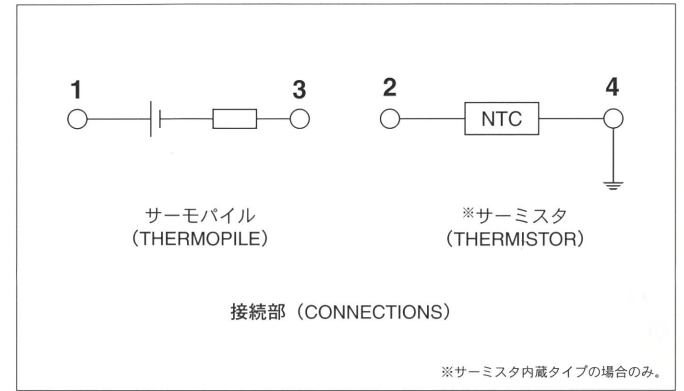 1 3 2 4
NTC
サーモパイル ※サーミスタ
(THERMOPILE) (THERMISTOR)
接続部（CONNECTIONS）
※サーミスタ内蔵タイプの場合のみ。